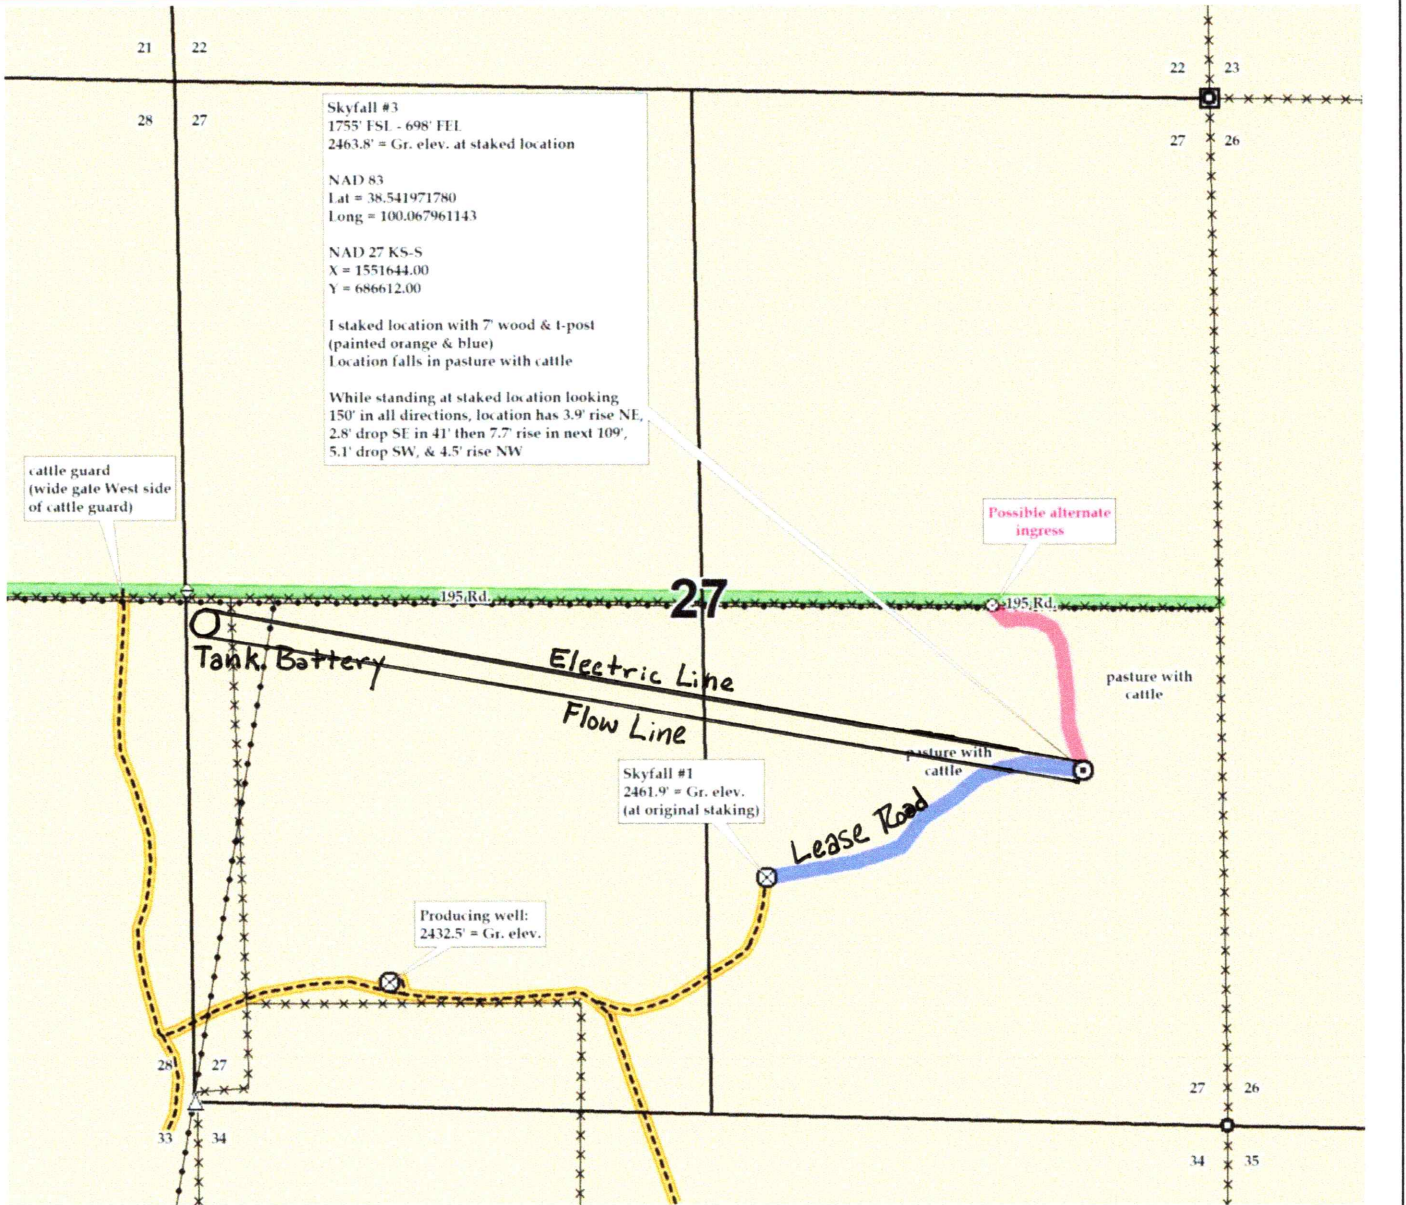 21 22
22 23
28 27
27 26
Skyfall #3
1755' FSL - 698' FEL
2463.8' = Gr. elev. at staked location
NAD 83
Lat = 38.541971780
Long = 100.067961143
NAD 27 KS-S
X = 1551644.00
Y = 686612.00
I staked location with 7' wood & t-post
(painted orange & blue)
Location falls in pasture with cattle
While standing at staked location looking
150' in all directions, location has 3.9' rise NE,
2.8' drop SE in 41' then 7.7' rise in next 109',
5.1' drop SW, & 4.5' rise NW
cattle guard
(wide gate West side
of cattle guard)
Possible alternate
ingress
195 Rd.
27
195 Rd.
Tank Battery
Electric Line
Flow Line
pasture with
cattle
pasture with
cattle
Skyfall #1
2461.9' = Gr. elev.
(at original staking)
Lease Road
Producing well:
2432.5' = Gr. elev.
28 27
27 26
33 34
34 35